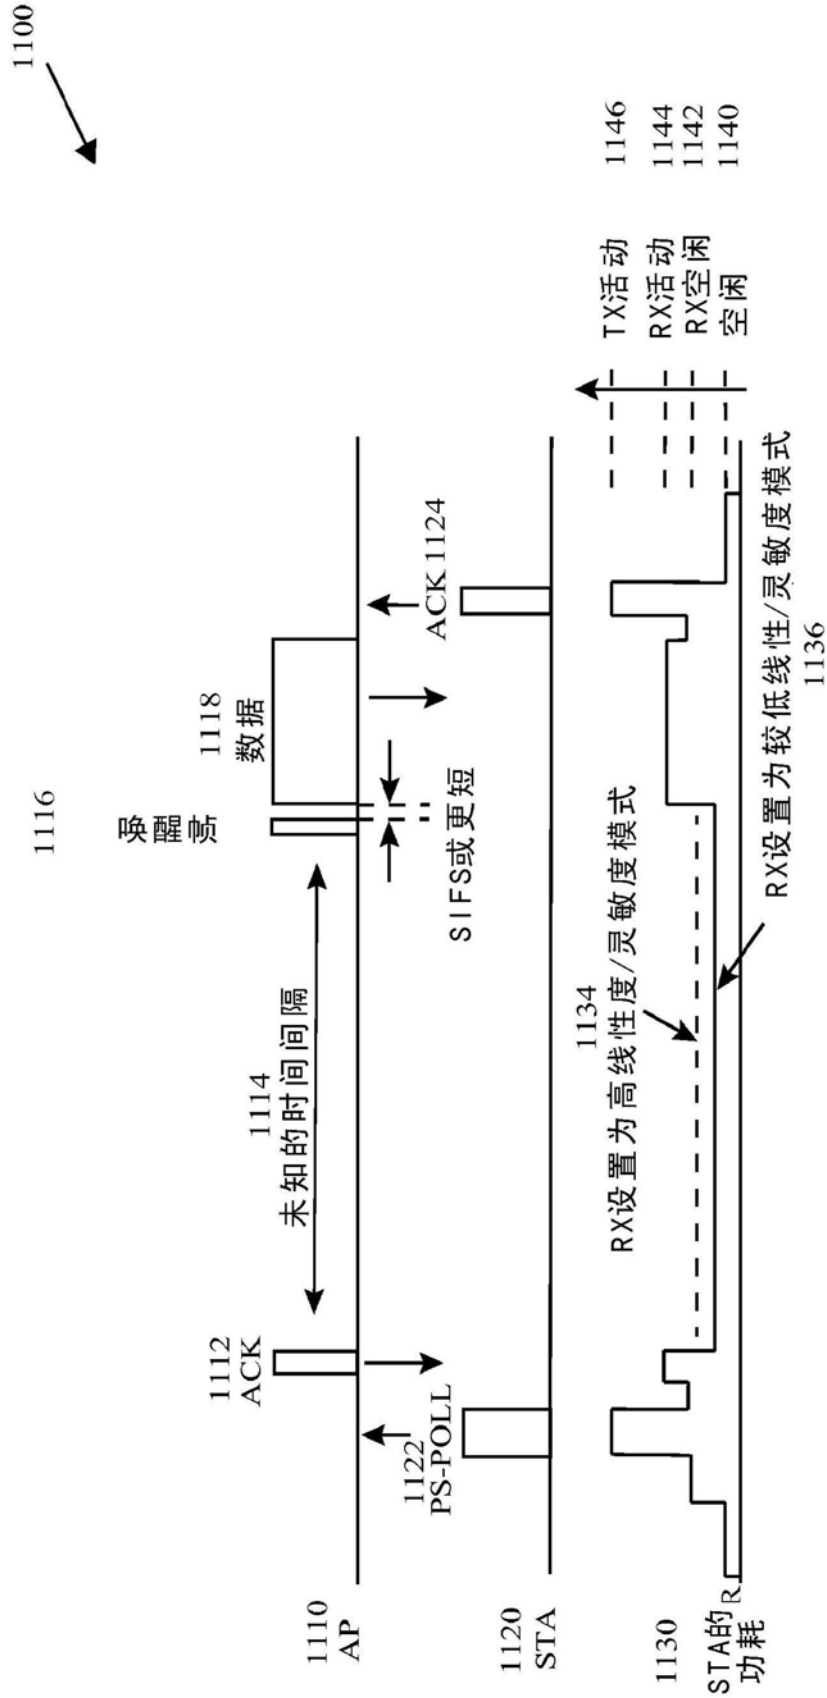 1100
1116
唤醒帧
1118
数据
1112
ACK
1114
未知的时间间隔
1110
AP
SIFS或更短
ACK 1124
1122
PS-POLL
1120
STA
TX活动 1146
RX活动 1144
RX空闲 1142
空闲 1140
1134
RX设置为高线性度/灵敏度模式
RX设置为较低线性/灵敏度模式
1136
1130
STA的
功耗
R